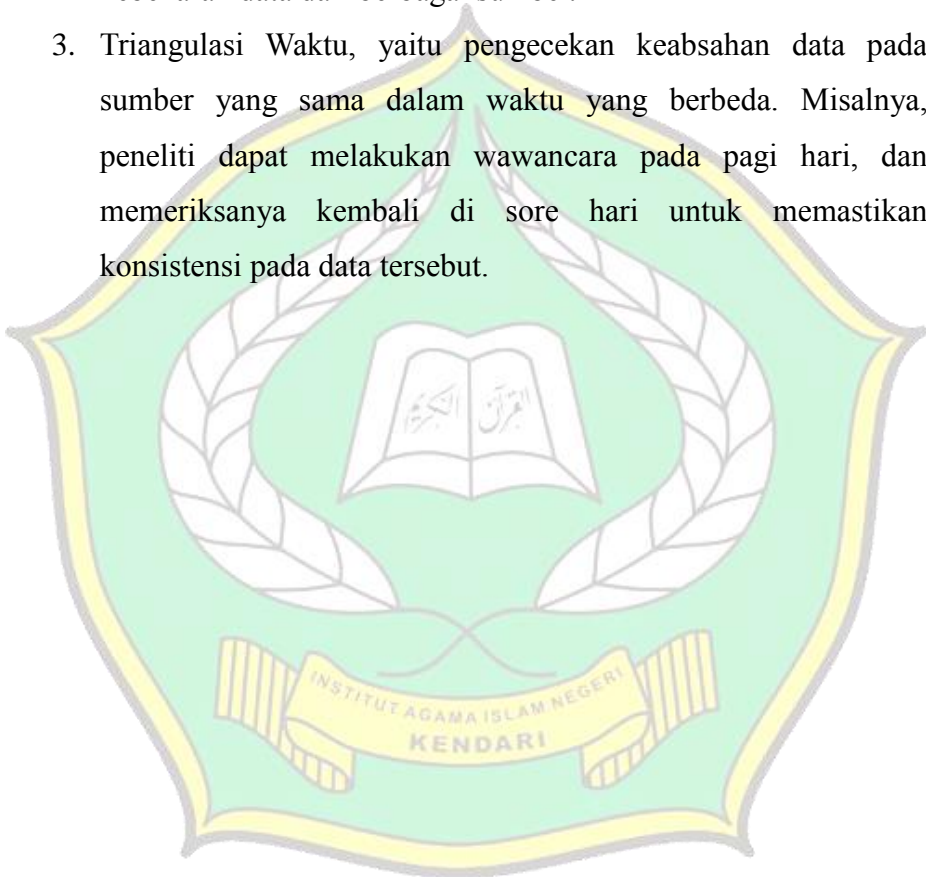 3. Triangulasi Waktu, yaitu pengecekan keabsahan data pada
sumber yang sama dalam waktu yang berbeda. Misalnya,
peneliti dapat melakukan wawancara pada pagi hari, dan
memeriksanya kembali di sore hari untuk memastikan
konsistensi pada data tersebut.
القرآن الكريم
INSTITUT AGAMA ISLAM NEGERI
KENDARI